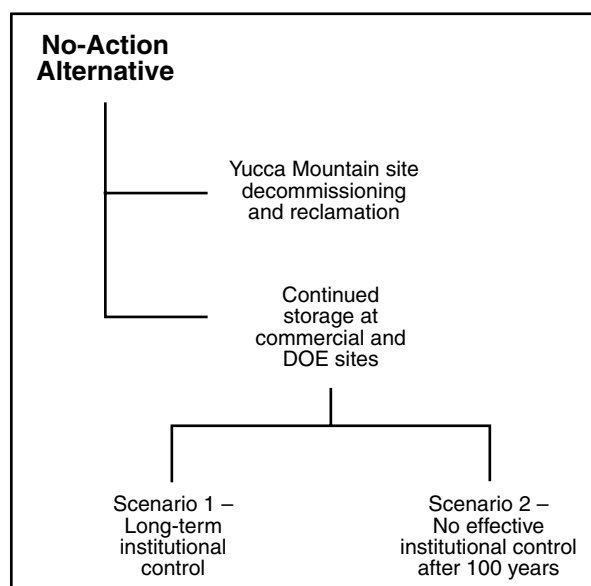 No-Action
Alternative
Yucca Mountain site
decommissioning
and reclamation
Continued
storage at
commercial and
DOE sites
Scenario 1 –
Long-term
institutional
control
Scenario 2 –
No effective
institutional control
after 100 years